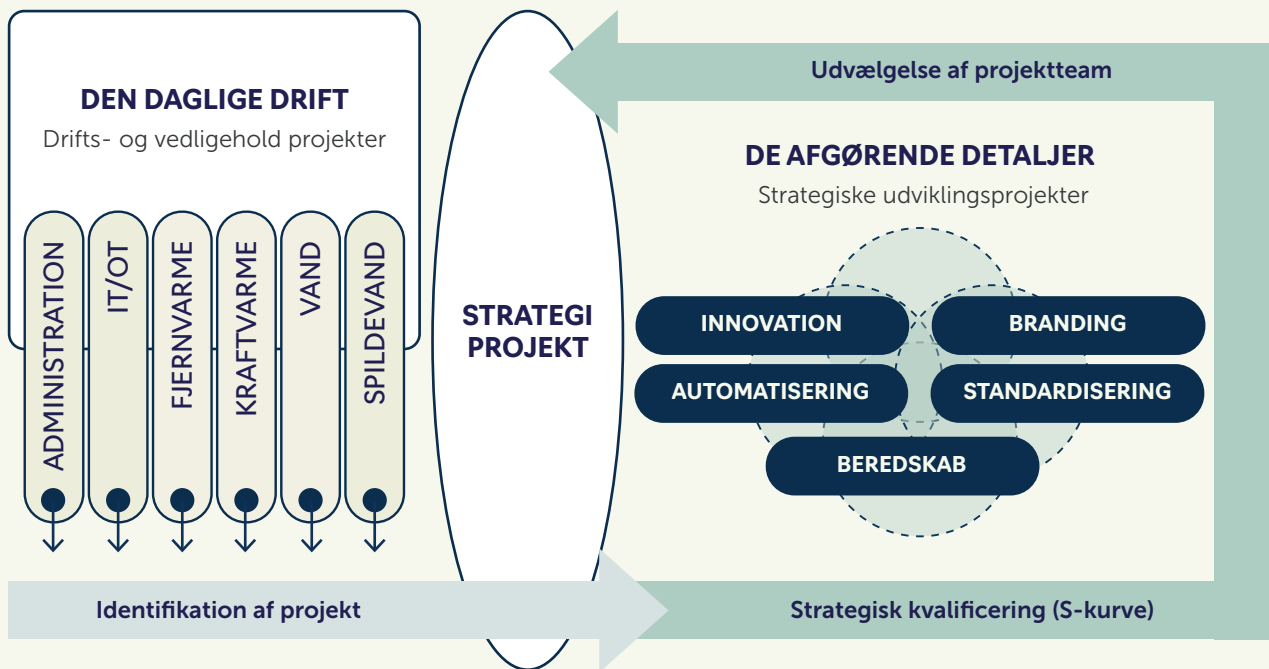 DEN DAGLIGE DRIFT
Drifts- og vedligehold projekter
ADMINISTRATION
IT/OT
FJERNVARME
KRAFTVARME
VAND
SPILDEVAND
STRATEGI
PROJEKT
Udvælgelse af projektteam
DE AFGØRENDE DETALJER
Strategiske udviklingsprojekter
INNOVATION
BRANDING
AUTOMATISERING
STANDARDISERING
BEREDSKAB
Identifikation af projekt
Strategisk kvalificering (S-kurve)